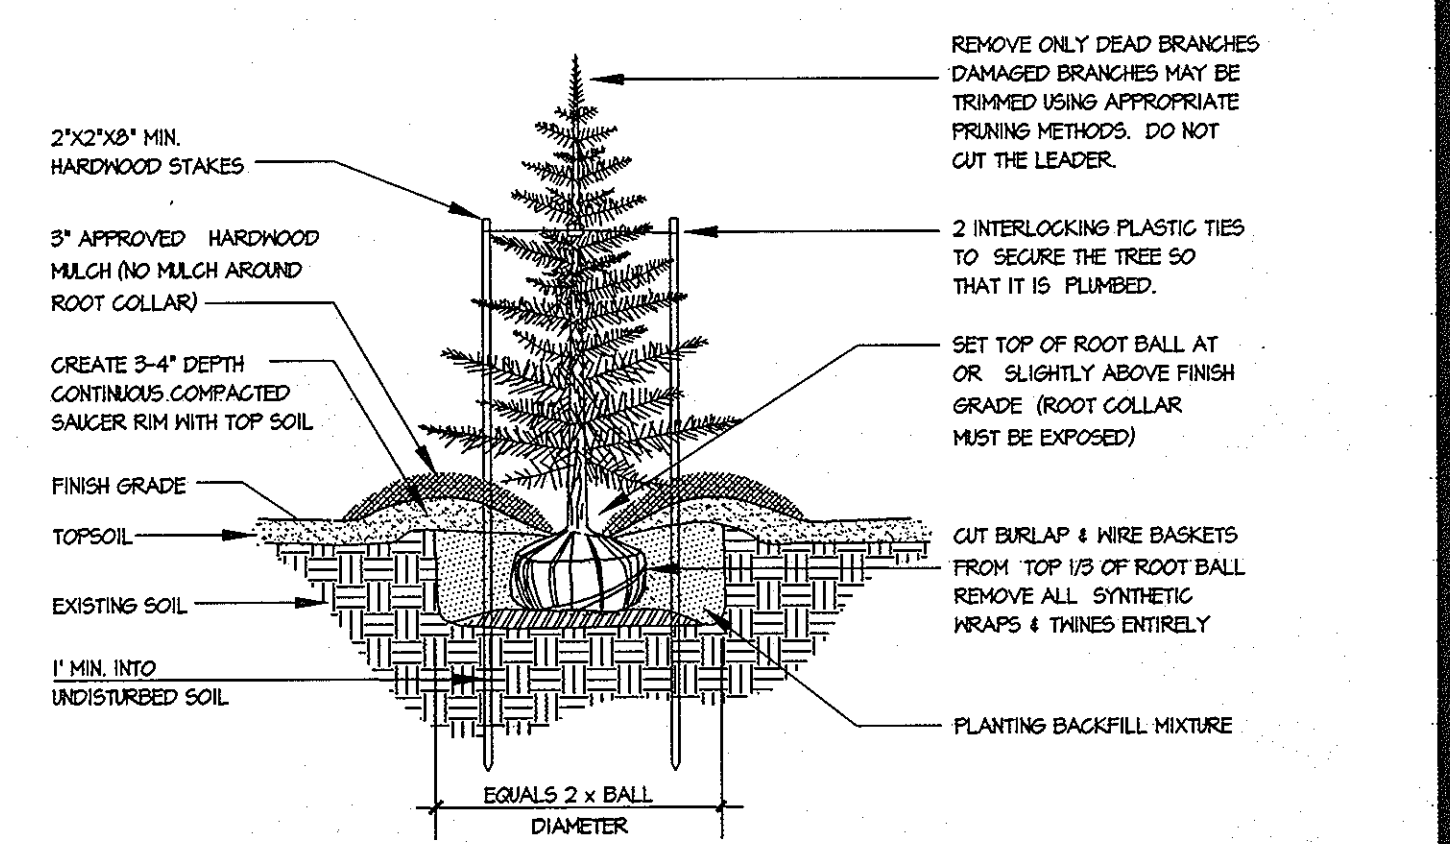 2"X2"X8" MIN.
HARDWOOD STAKES
3" APPROVED HARDWOOD
MULCH (NO MULCH AROUND
ROOT COLLAR)
CREATE 3-4" DEPTH
CONTINUOUS COMPACTED
SAUCER RIM WITH TOP SOIL
FINISH GRADE
TOPSOIL
EXISTING SOIL
1' MIN. INTO
UNDISTURBED SOIL
REMOVE ONLY DEAD BRANCHES
DAMAGED BRANCHES MAY BE
TRIMMED USING APPROPRIATE
PRUNING METHODS. DO NOT
CUT THE LEADER.
2 INTERLOCKING PLASTIC TIES
TO SECURE THE TREE SO
THAT IT IS PLUMBED.
SET TOP OF ROOT BALL AT
OR SLIGHTLY ABOVE FINISH
GRADE (ROOT COLLAR
MUST BE EXPOSED)
CUT BURLAP & WIRE BASKETS
FROM TOP 1/3 OF ROOT BALL
REMOVE ALL SYNTHETIC
WRAPS & TWINES ENTIRELY
PLANTING BACKFILL MIXTURE
EQUALS 2 x BALL
DIAMETER